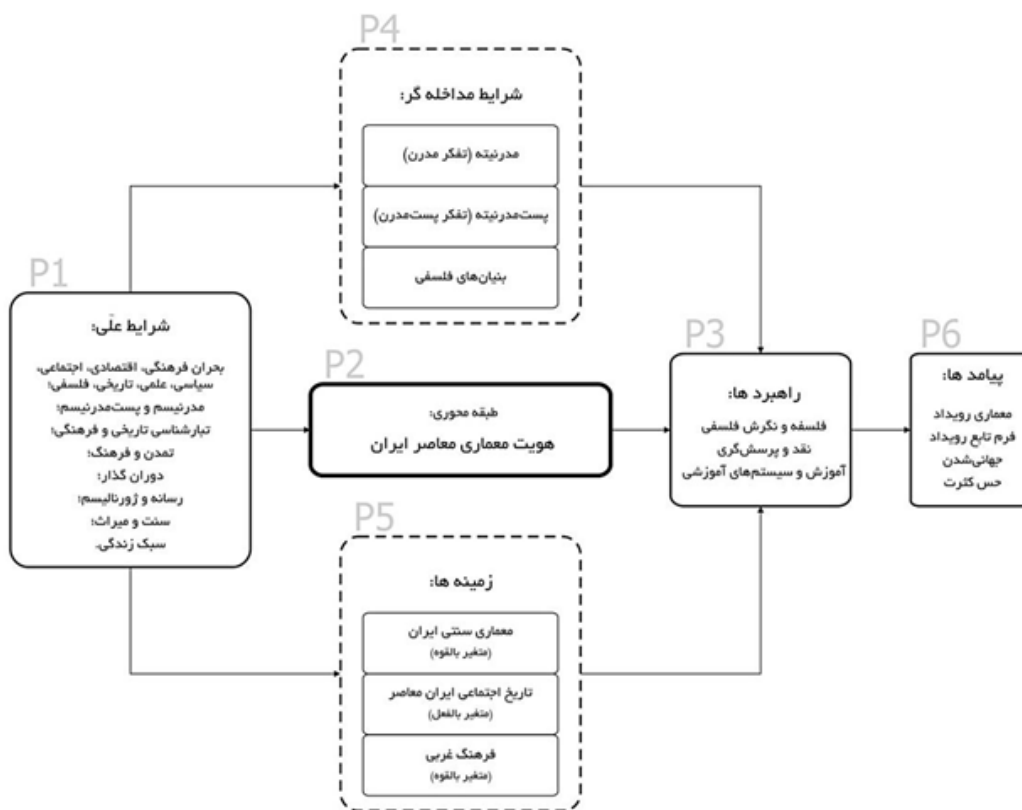 P4
شرایط مداخله گر:
مدرنیته (تفکر مدرن)
پست‌مدرنیته (تفکر پست‌مدرن)
بنیان‌های فلسفی
P1
شرایط علّی:
بحران فرهنگی، اقتصادی، اجتماعی،
سیاسی، علمی، تاریخی، فلسفی؛
مدرنیسم و پست‌مدرنیسم؛
تبارشناسی تاریخی و فرهنگی؛
تمدن و فرهنگ؛
دوران گذار؛
رسانه و ژورنالیسم؛
سنت و میراث؛
سبک زندگی.
P2
طبقه محوری:
هویت معماری معاصر ایران
P3
راهبرد ها:
فلسفه و نگرش فلسفی
نقد و پرسش‌گری
آموزش و سیستم‌های آموزشی
P6
پیامد ها:
معماری رویداد
فرم تابع رویداد
جهانی‌شدن
حس کثرت
P5
زمینه ها:
معماری سنتی ایران
(متغیر بالقوه)
تاریخ اجتماعی ایران معاصر
(متغیر بالفعل)
فرهنگ غربی
(متغیر بالقوه)